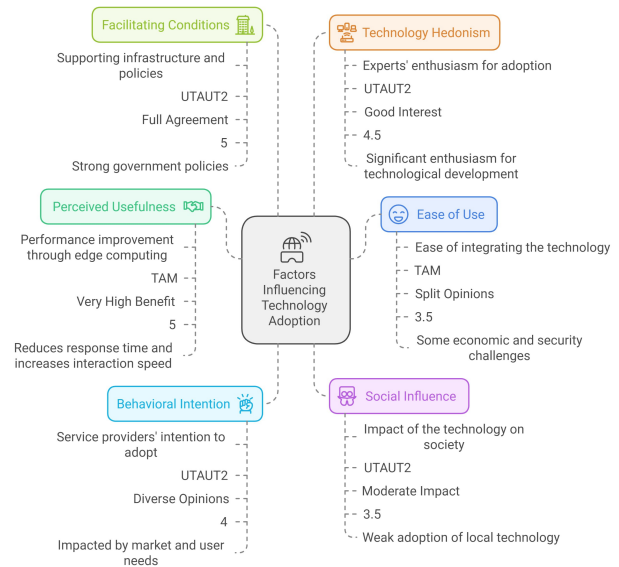 Facilitating Conditions
Supporting infrastructure and
policies
UTAUT2
Full Agreement
5
Strong government policies
Technology Hedonism
Experts' enthusiasm for adoption
UTAUT2
Good Interest
4.5
Significant enthusiasm for
technological development
Perceived Usefulness
Performance improvement
through edge computing
TAM
Very High Benefit
5
Reduces response time and
increases interaction speed
Factors
Influencing
Technology
Adoption
Ease of Use
Ease of integrating the technology
TAM
Split Opinions
3.5
Some economic and security
challenges
Behavioral Intention
Service providers' intention to
adopt
UTAUT2
Diverse Opinions
4
Impacted by market and user
needs
Social Influence
Impact of the technology on
society
UTAUT2
Moderate Impact
3.5
Weak adoption of local technology